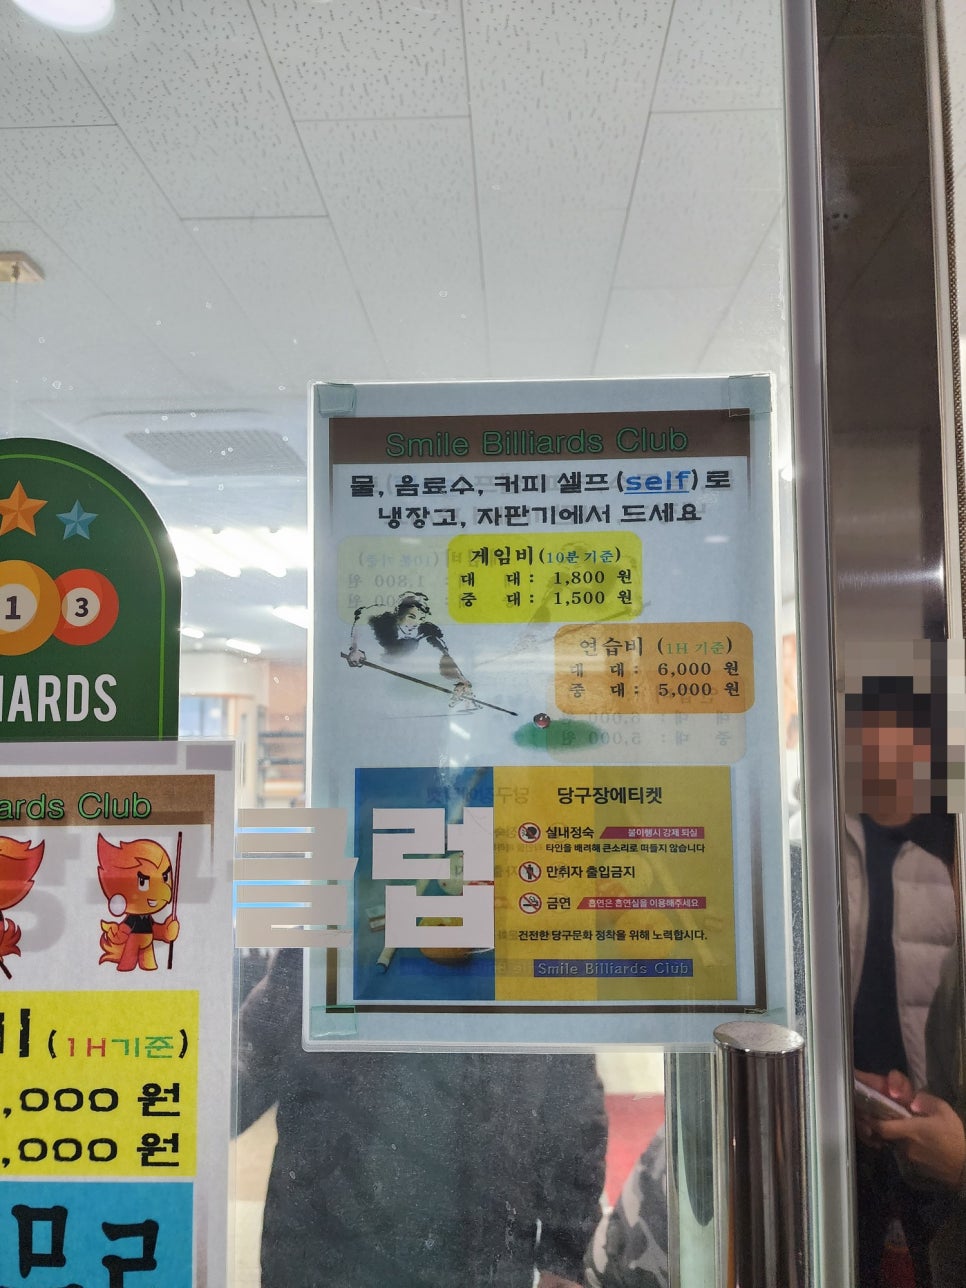 Smile Billiards Club
물, 음료수, 커피 셀프(self)로
냉장고, 자판기에서 드세요
게임비(10분 기준)
대 대 : 1,800 원
중 대 : 1,500 원
연습비 (1H 기준)
대 대 : 6,000 원
중 대 : 5,000 원
당구장에티켓
실내정숙 불이행시 강제 퇴실
타인을 배려해 큰소리로 떠들지 않습니다
만취자 출입금지
금연 흡연은 흡연실을 이용해주세요
건전한 당구문화 정착을 위해 노력합시다.
Smile Billiards Club
클럽
1 3
IARDS
ards Club
비 (1H기준)
,000 원
,000 원